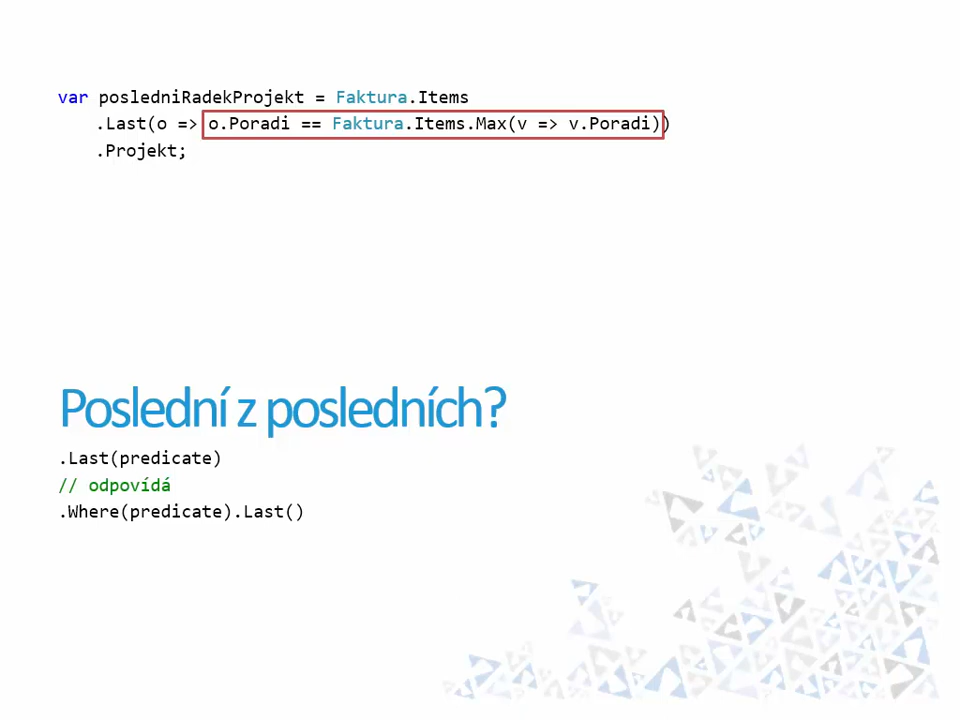 var posledniRadekProjekt = Faktura.Items
.Last(o => o.Poradi == Faktura.Items.Max(v => v.Poradi))
.Projekt;
Poslední z posledních?
.Last(predicate)
// odpovídá
.Where(predicate).Last()